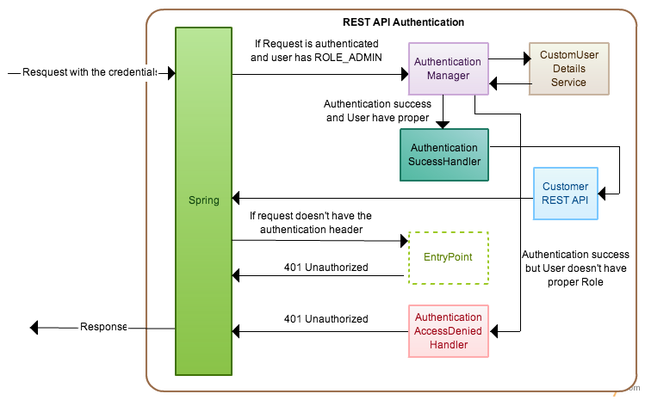 REST API Authentication
If Request is authenticated
and user has ROLE_ADMIN
Authentication
Manager
CustomUser
Details
Service
Resquest with the credentials
Authentication success
and User have proper
Authentication
SucessHandler
Customer
REST API
Spring
If request doesn't have the
authentication header
EntryPoint
401 Unauthorized
Authentication success
but User doesn't have
proper Role
401 Unauthorized
Authentication
AccessDenied
Handler
Response